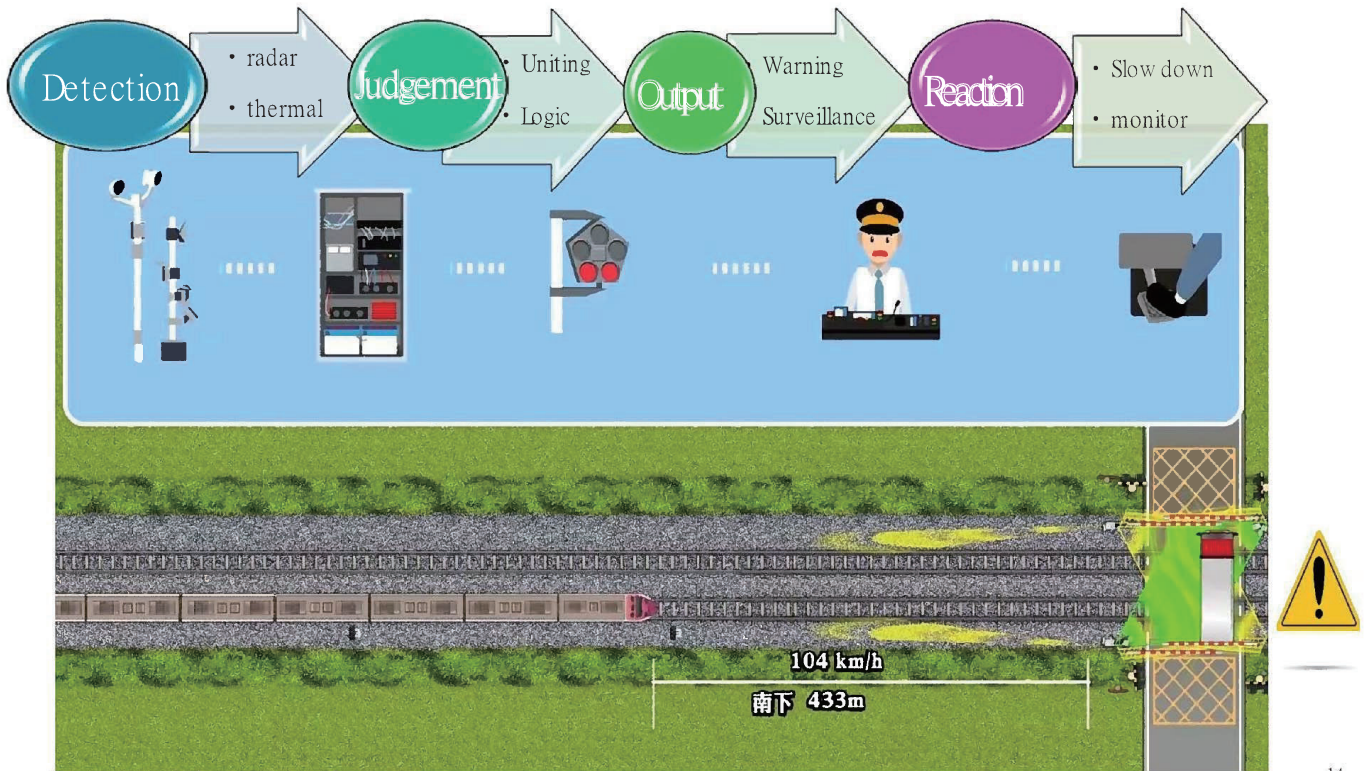 Detection
• radar
• thermal
Judgement
• Uniting
• Logic
Output
• Warning
Surveillance
Reaction
• Slow down
• monitor
104 km/h
南下 433m